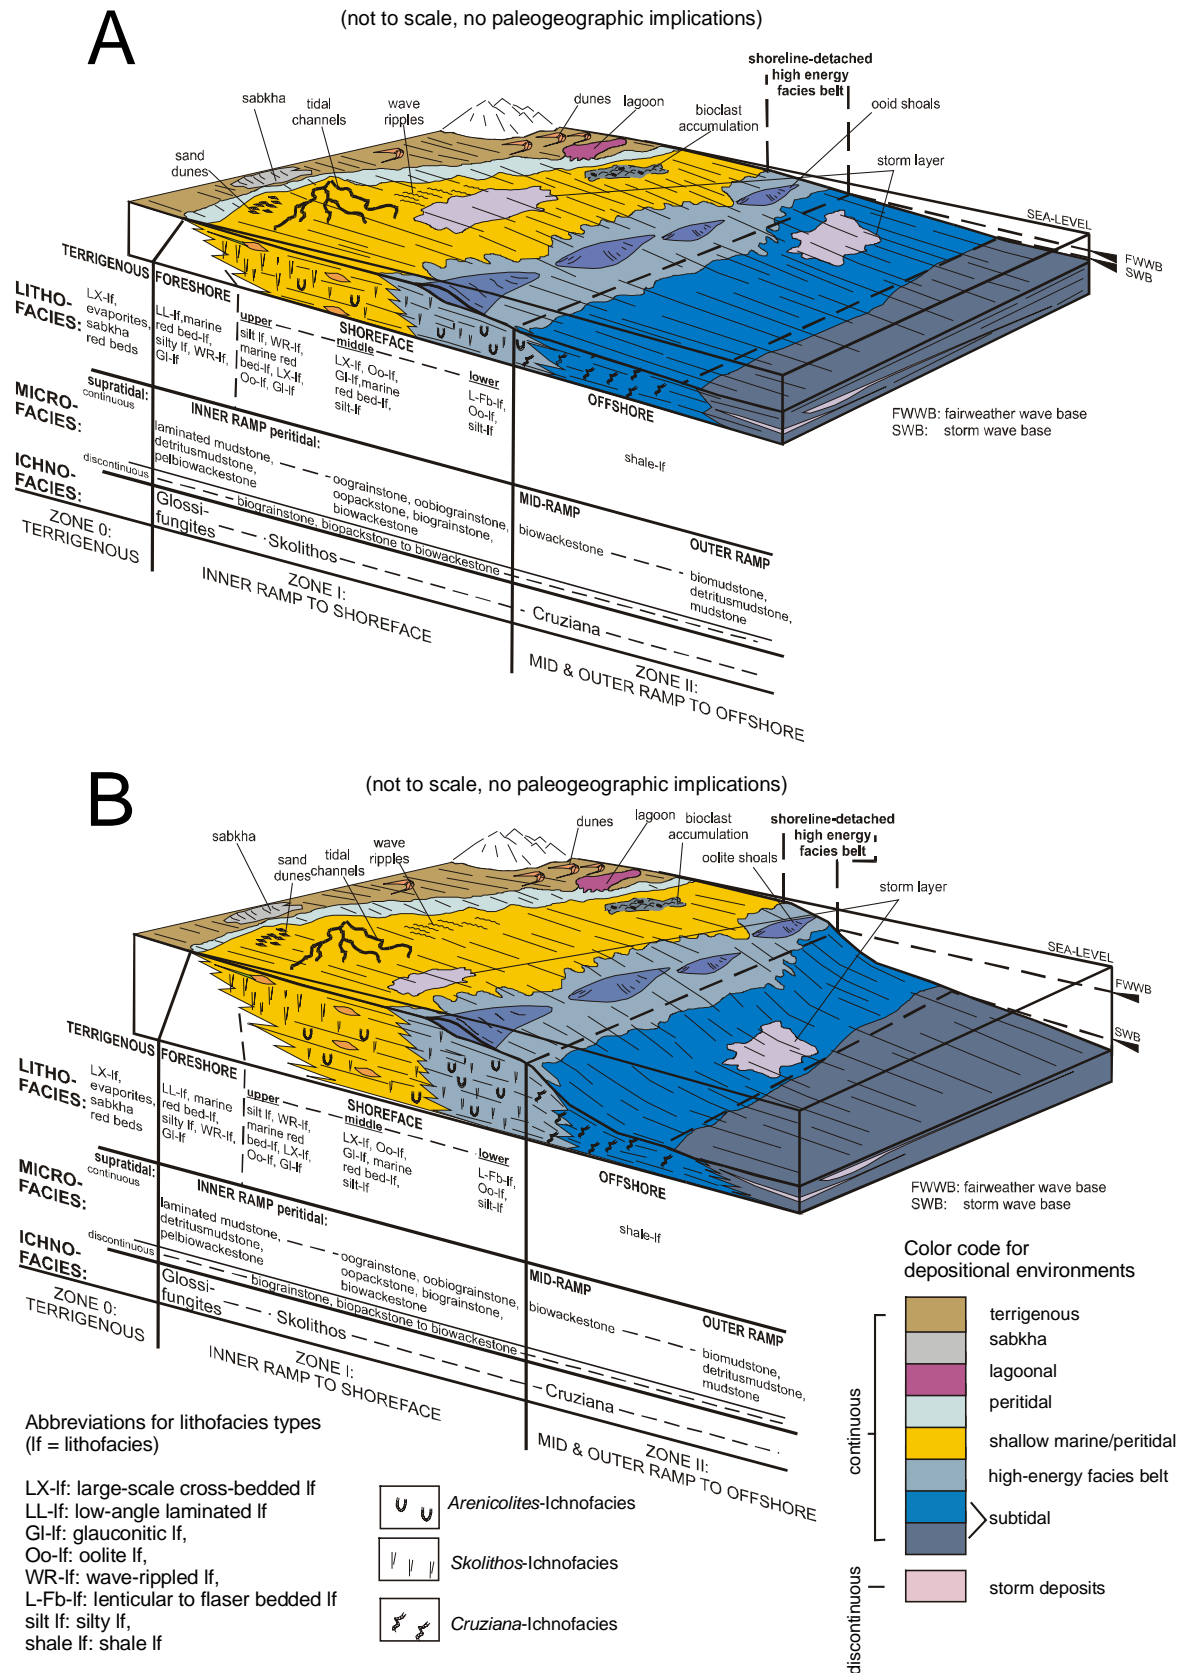 A
(not to scale, no paleogeographic implications)
shoreline-detached
high energy
facies belt
sabkha
tidal
channels
wave
ripples
dunes
lagoon
bioclast
accumulation
ooid shoals
sand
dunes
storm layer
SEA-LEVEL
FWWB
SWB
TERRIGENOUS
FORESHORE
upper
SHOREFACE
middle
lower
OFFSHORE
LITHO-
FACIES:
LX-lf,
evaporites,
sabkha
red beds
LL-lf,marine
red bed-lf,
silty lf, WR-lf,
Gl-lf
silt lf, WR-lf,
marine red
bed-lf, LX-lf,
Oo-lf, Gl-lf
LX-lf, Oo-lf,
Gl-lf,marine
red bed-lf,
silt-lf
L-Fb-lf,
Oo-lf,
silt-lf
shale-lf
FWWB: fairweather wave base
SWB: storm wave base
MICRO-
FACIES:
supratidal:
continuous
INNER RAMP peritidal:
laminated mudstone,
detritusmudstone,
pelbiowackestone
oograinstone, oobiograinstone,
oopackstone, biograinstone,
biowackestone
MID-RAMP
biowackestone
OUTER RAMP
biomudstone,
detritusmudstone,
mudstone
discontinuous
biograinstone, biopackstone to biowackestone
ICHNO-
FACIES:
Glossi-
fungites
Skolithos
Cruziana
ZONE 0:
TERRIGENOUS
ZONE I:
INNER RAMP TO SHOREFACE
ZONE II:
MID & OUTER RAMP TO OFFSHORE
B
(not to scale, no paleogeographic implications)
shoreline-detached
high energy
facies belt
sabkha
sand
dunes
tidal
channels
wave
ripples
dunes
lagoon
bioclast
accumulation
oolite shoals
storm layer
SEA-LEVEL
FWWB
SWB
TERRIGENOUS
FORESHORE
upper
SHOREFACE
middle
lower
OFFSHORE
LITHO-
FACIES:
LX-lf,
evaporites,
sabkha
red beds
LL-lf, marine
red bed-lf,
silty lf, WR-lf,
Gl-lf
silt lf, WR-lf,
marine red
bed-lf, LX-lf,
Oo-lf, Gl-lf
LX-lf, Oo-lf,
Gl-lf, marine
red bed-lf,
silt-lf
L-Fb-lf,
Oo-lf,
silt-lf
shale-lf
FWWB: fairweather wave base
SWB: storm wave base
MICRO-
FACIES:
supratidal:
continuous
INNER RAMP peritidal:
laminated mudstone,
detritusmudstone,
pelbiowackestone
oograinstone, oobiograinstone,
oopackstone, biograinstone,
biowackestone
MID-RAMP
biowackestone
OUTER RAMP
biomudstone,
detritusmudstone,
mudstone
discontinuous
biograinstone, biopackstone to biowackestone
ICHNO-
FACIES:
Glossi-
fungites
Skolithos
Cruziana
ZONE 0:
TERRIGENOUS
ZONE I:
INNER RAMP TO SHOREFACE
ZONE II:
MID & OUTER RAMP TO OFFSHORE
Color code for
depositional environments
continuous
terrigenous
sabkha
lagoonal
peritidal
shallow marine/peritidal
high-energy facies belt
subtidal
discontinuous
storm deposits
Abbreviations for lithofacies types
(lf = lithofacies)
LX-lf: large-scale cross-bedded lf
LL-lf: low-angle laminated lf
Gl-lf: glauconitic lf,
Oo-lf: oolite lf,
WR-lf: wave-rippled lf,
L-Fb-lf: lenticular to flaser bedded lf
silt lf: silty lf,
shale lf: shale lf
Arenicolites-Ichnofacies
Skolithos-Ichnofacies
Cruziana-Ichnofacies